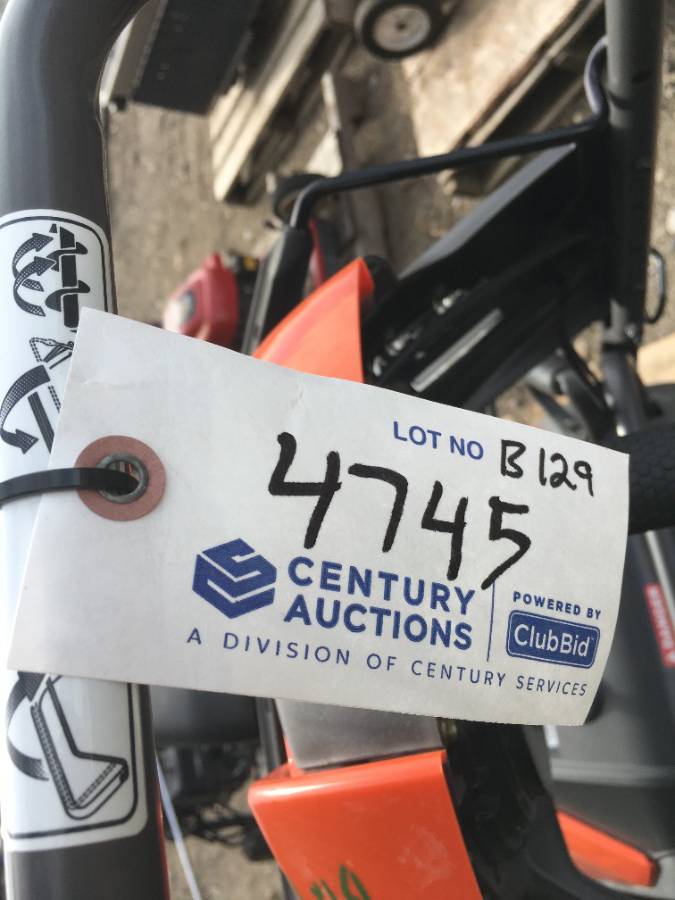 LOT NO B129
4745
CENTURY
AUCTIONS
POWERED BY
ClubBid
A DIVISION OF CENTURY SERVICES